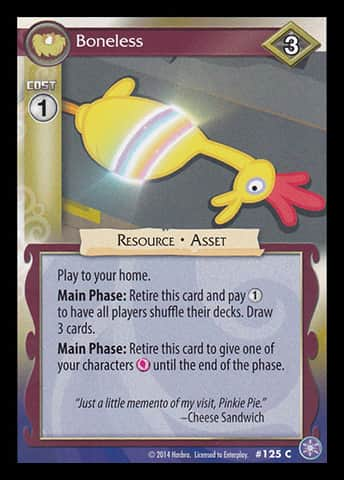 Boneless
3
COST
1
RESOURCE • ASSET
Play to your home.
Main Phase: Retire this card and pay 1
to have all players shuffle their decks. Draw
3 cards.
Main Phase: Retire this card to give one of
your characters until the end of the phase.
"Just a little memento of my visit, Pinkie Pie."
–Cheese Sandwich
© 2014 Hasbro. Licensed to Enterplay. #125 C